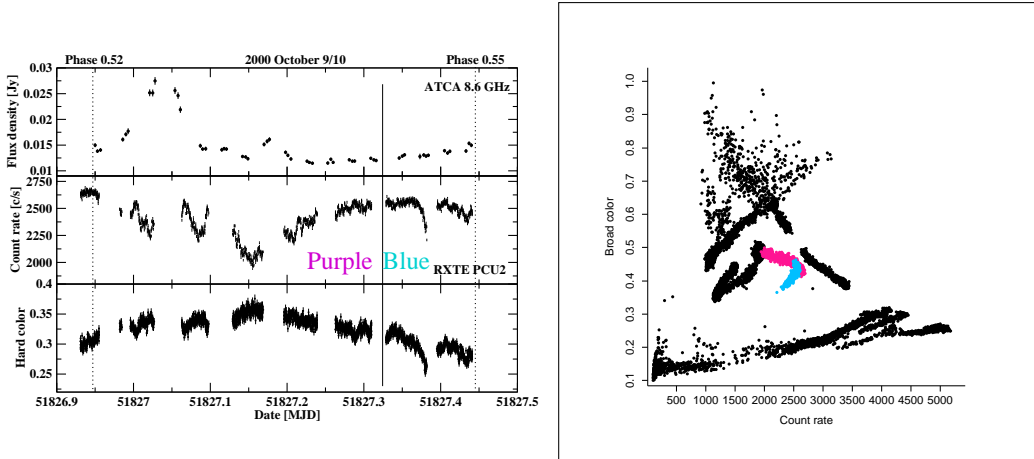 Phase 0.52 2000 October 9/10 Phase 0.55
0.03
0.025
0.02
0.015
0.01
Flux density [Jy]
ATCA 8.6 GHz
2750
2500
2250
2000
Count rate [c/s]
Purple Blue
RXTE PCU2
0.4
0.35
0.3
0.25
Hard color
51826.9 51827 51827.1 51827.2 51827.3 51827.4 51827.5
Date [MJD]
1.0
0.9
0.8
0.7
0.6
0.5
0.4
0.3
0.2
0.1
Broad color
500 1000 1500 2000 2500 3000 3500 4000 4500 5000
Count rate